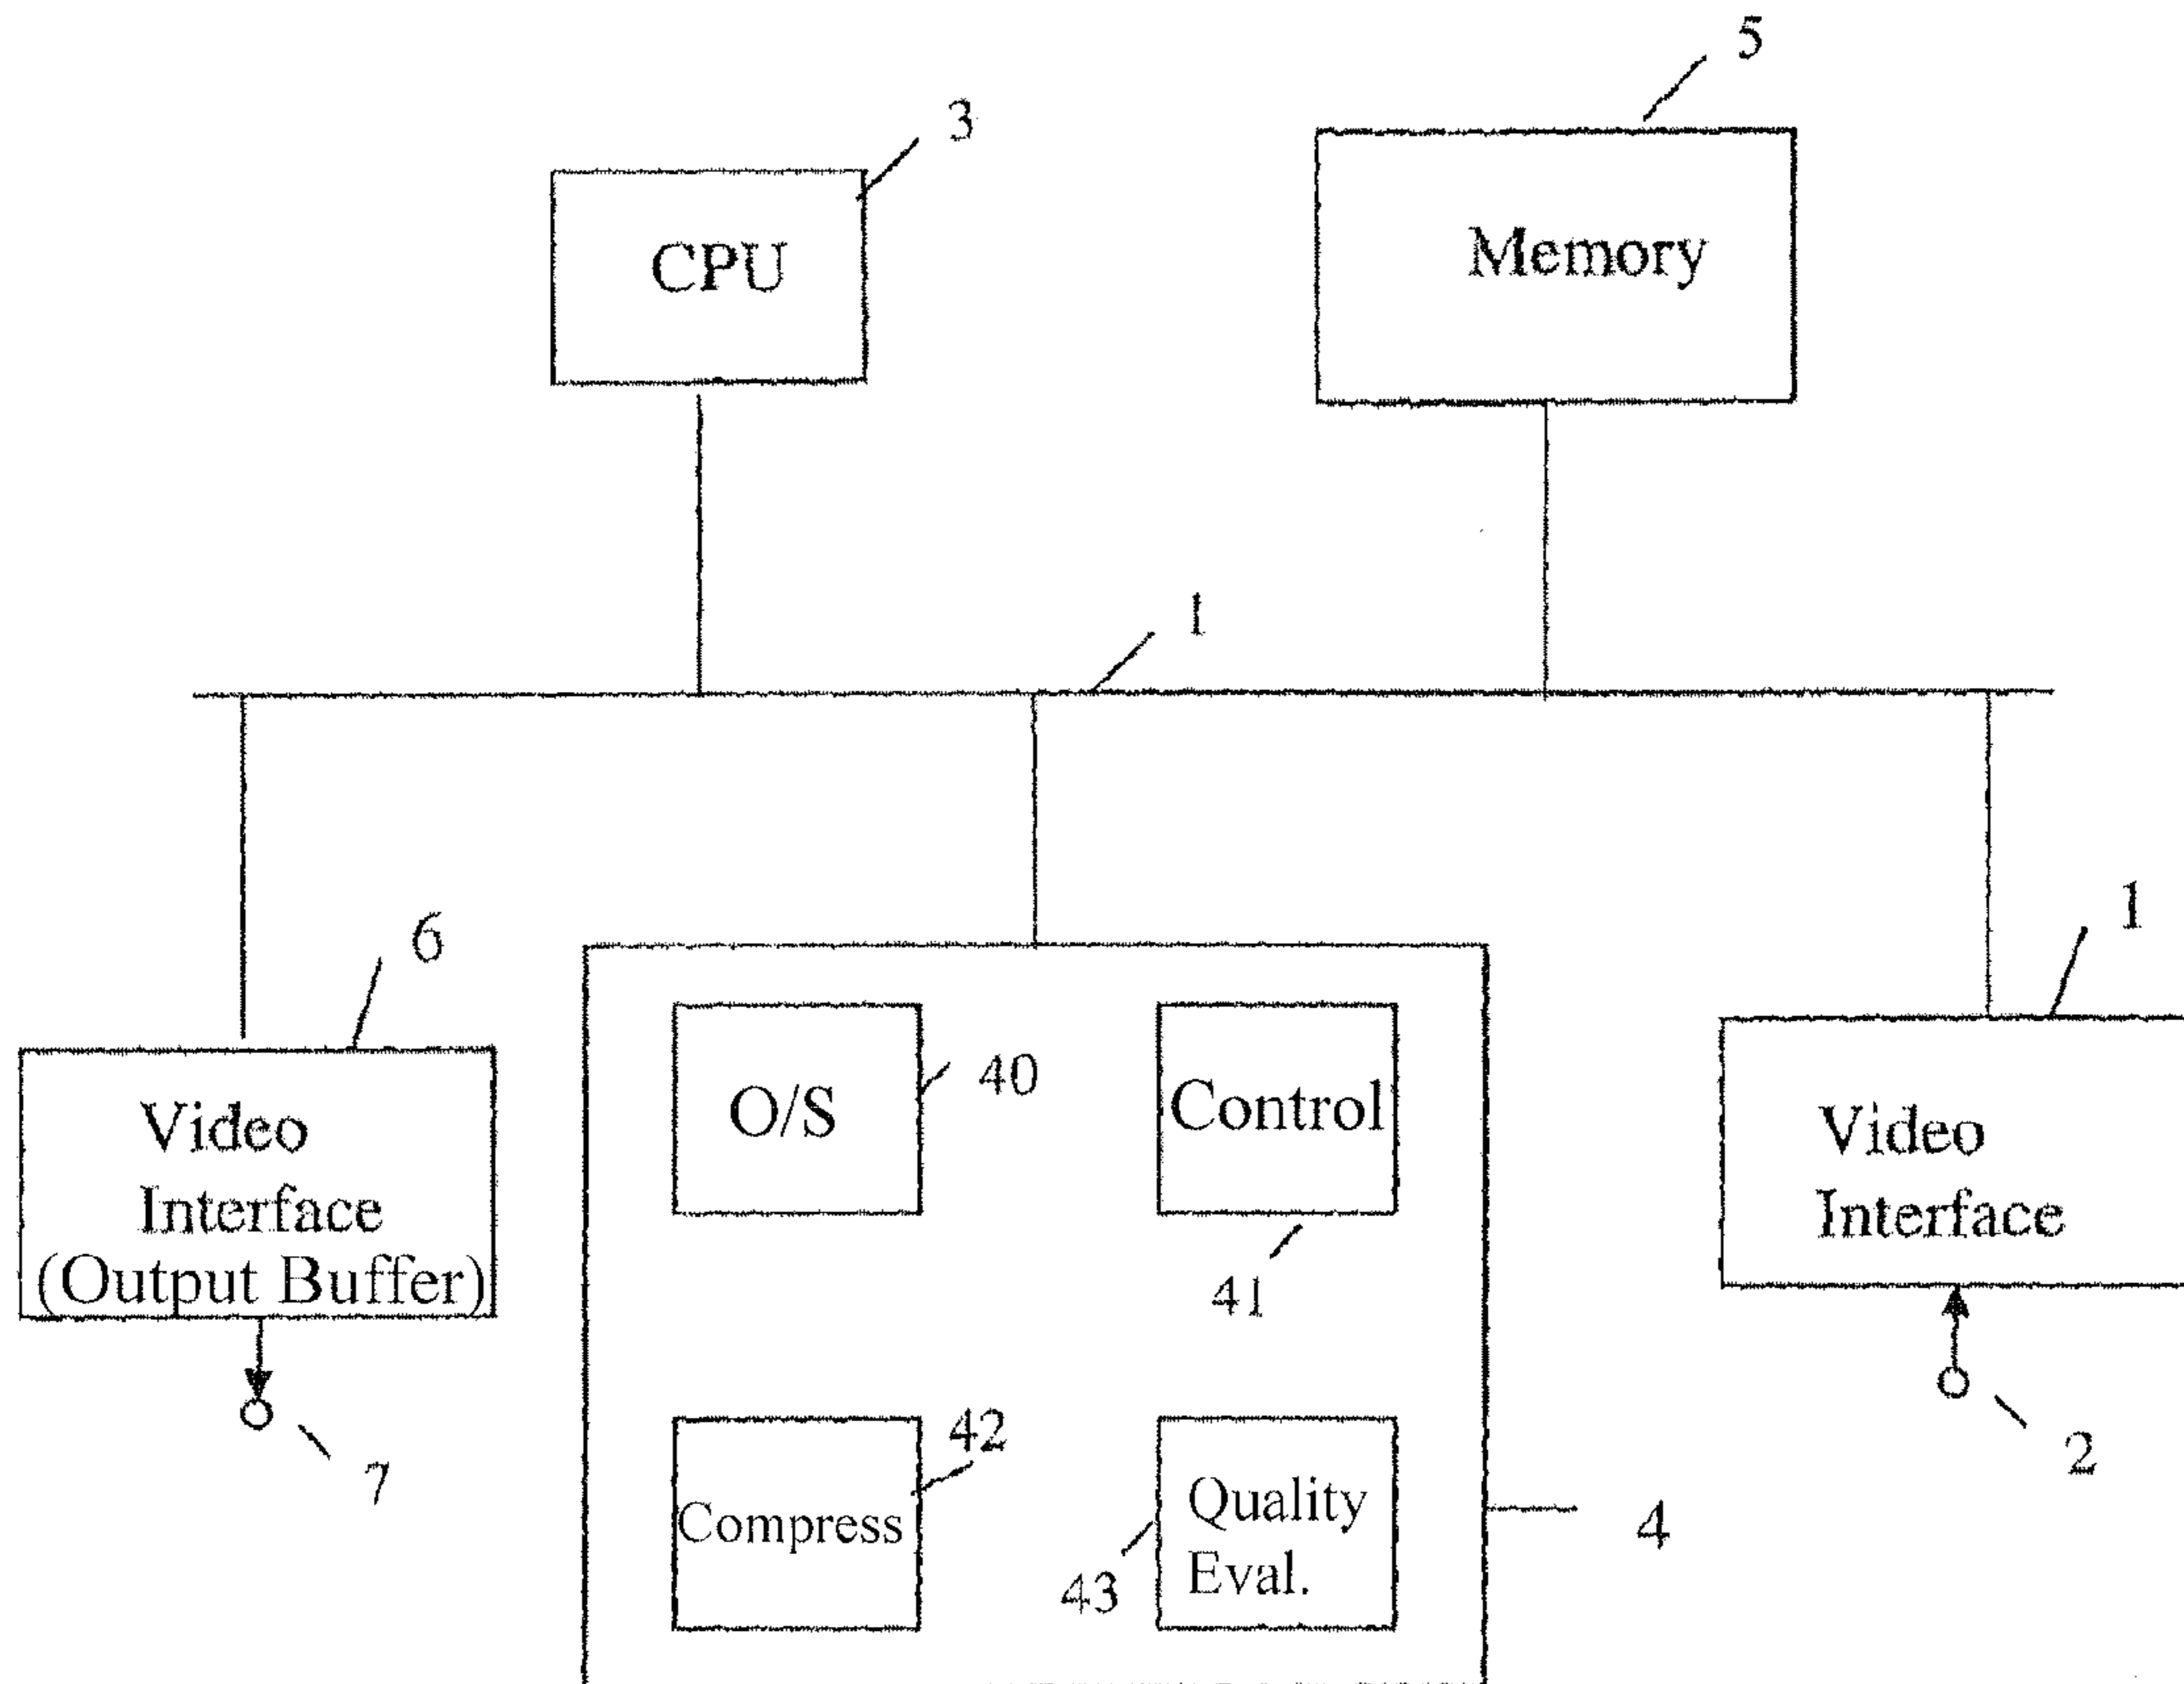 5
3
CPU
Memory
1
6
1
O/S
40
Control
Video
Interface
(Output Buffer)
Video
Interface
41
7
42
Compress
Quality
Eval.
43
4
2